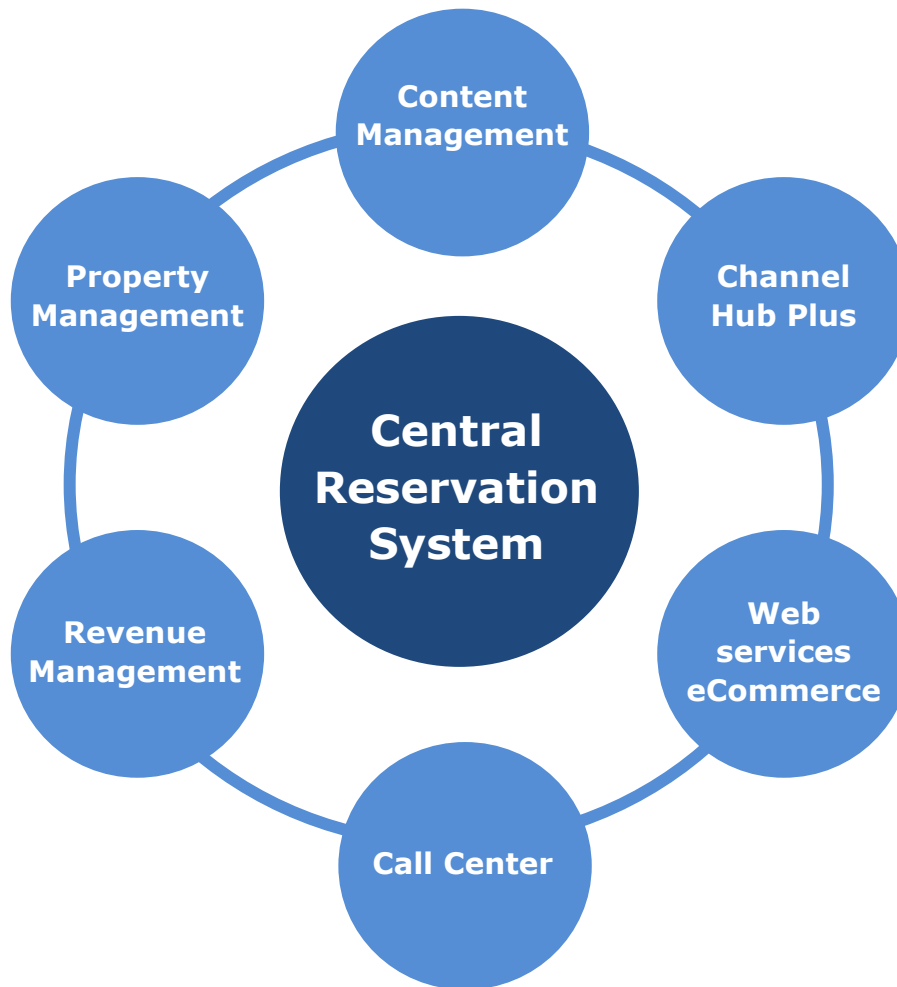 Content
Management
Channel
Hub Plus
Web
services
eCommerce
Call Center
Revenue
Management
Property
Management
Central
Reservation
System